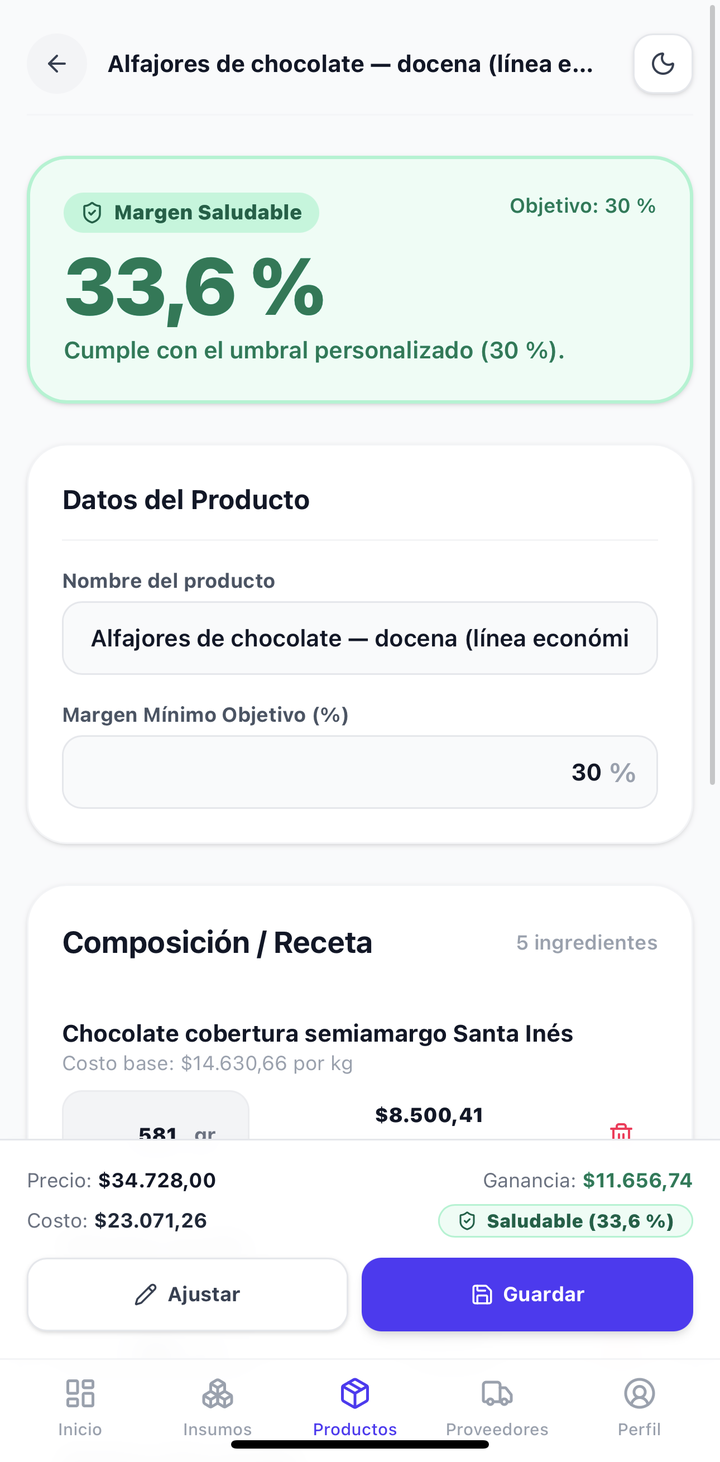 Alfajores de chocolate — docena (línea e...
Margen Saludable
Objetivo: 30 %
33,6 %
Cumple con el umbral personalizado (30 %).
Datos del Producto
Nombre del producto
Alfajores de chocolate — docena (línea económi
Margen Mínimo Objetivo (%)
30 %
Composición / Receta
5 ingredientes
Chocolate cobertura semiamargo Santa Inés
Costo base: $14.630,66 por kg
581 gr
$8.500,41
Precio: $34.728,00
Ganancia: $11.656,74
Costo: $23.071,26
Saludable (33,6 %)
Ajustar
Guardar
Inicio
Insumos
Productos
Proveedores
Perfil